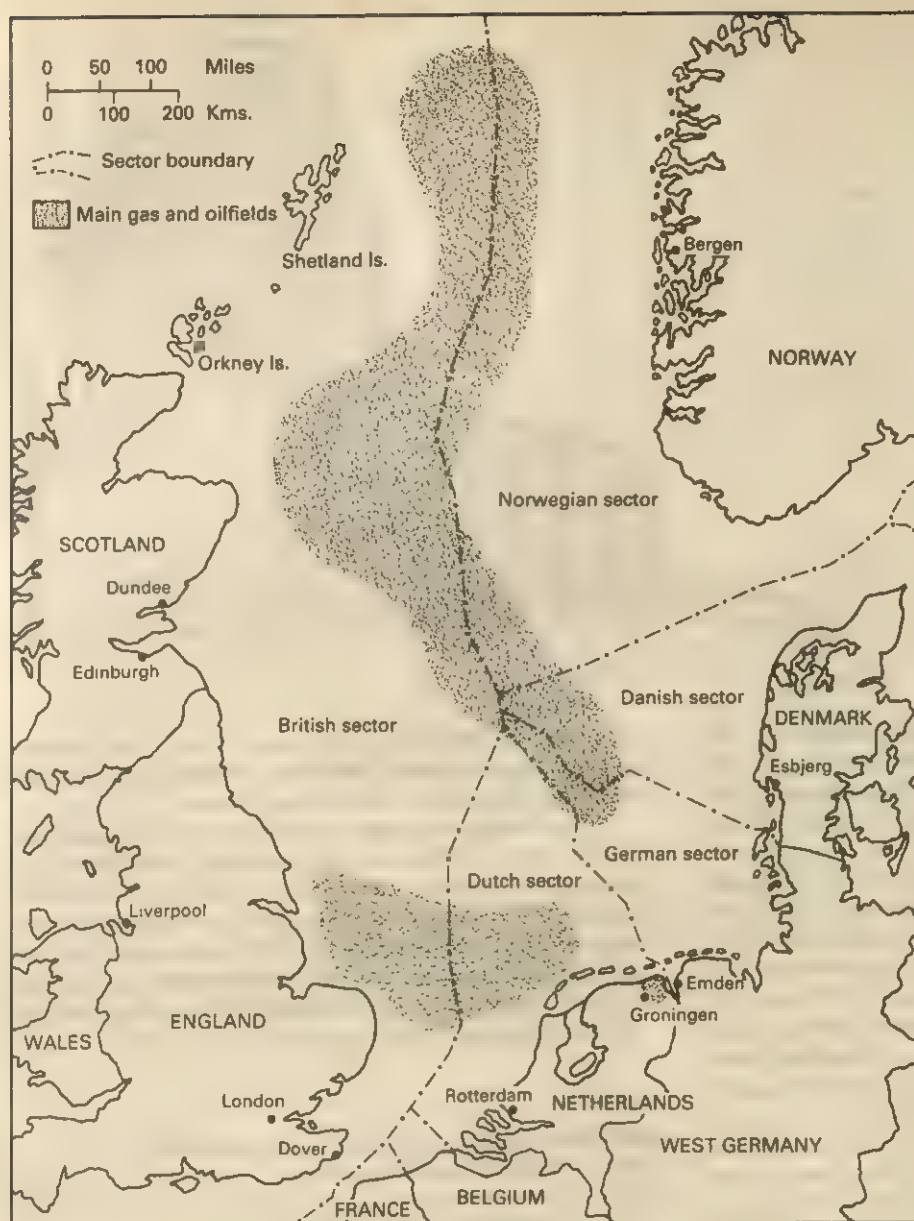 0 50 100 Miles
0 100 200 Kms.
Sector boundary
Main gas and oilfields
Shetland Is.
Bergen
Orkney Is.
NORWAY
Norwegian sector
SCOTLAND
Dundee
Edinburgh
Danish sector
British sector
DENMARK
Esbjerg
German sector
Dutch sector
Liverpool
Emden
Groningen
ENGLAND
WALES
London
Rotterdam
NETHERLANDS
Dover
WEST GERMANY
BELGIUM
FRANCE